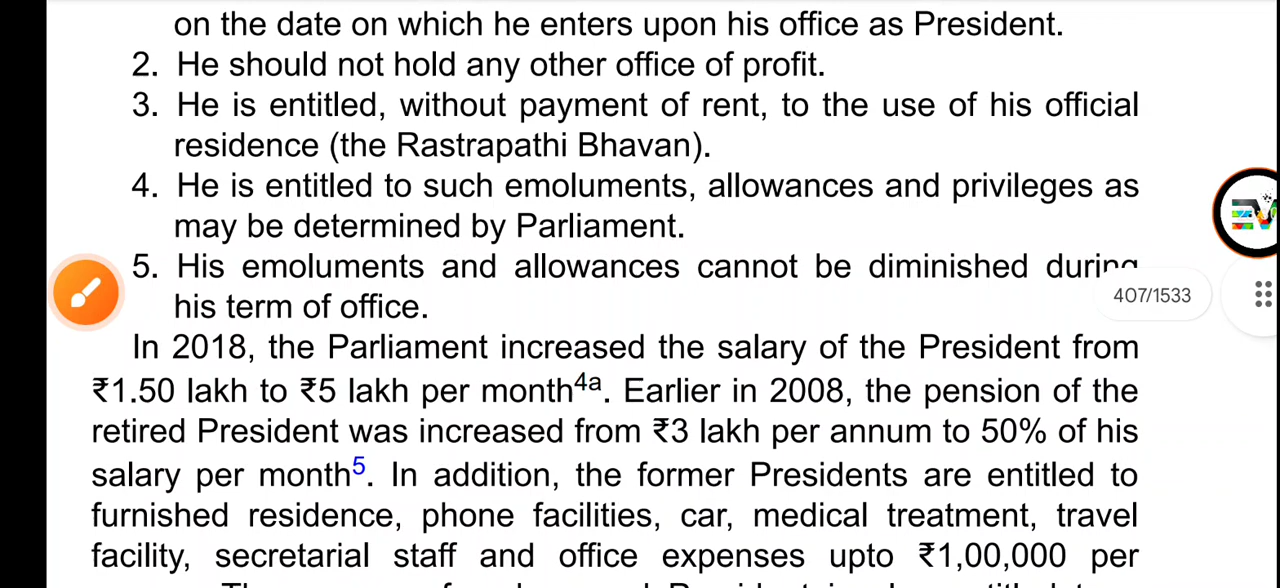 on the date on which he enters upon his office as President.
2. He should not hold any other office of profit.
3. He is entitled, without payment of rent, to the use of his official
residence (the Rastrapathi Bhavan).
4. He is entitled to such emoluments, allowances and privileges as
may be determined by Parliament.
5. His emoluments and allowances cannot be diminished during
his term of office.
407/1533
In 2018, the Parliament increased the salary of the President from
₹1.50 lakh to ₹5 lakh per month4a. Earlier in 2008, the pension of the
retired President was increased from ₹3 lakh per annum to 50% of his
salary per month5. In addition, the former Presidents are entitled to
furnished residence, phone facilities, car, medical treatment, travel
facility, secretarial staff and office expenses upto ₹1,00,000 per